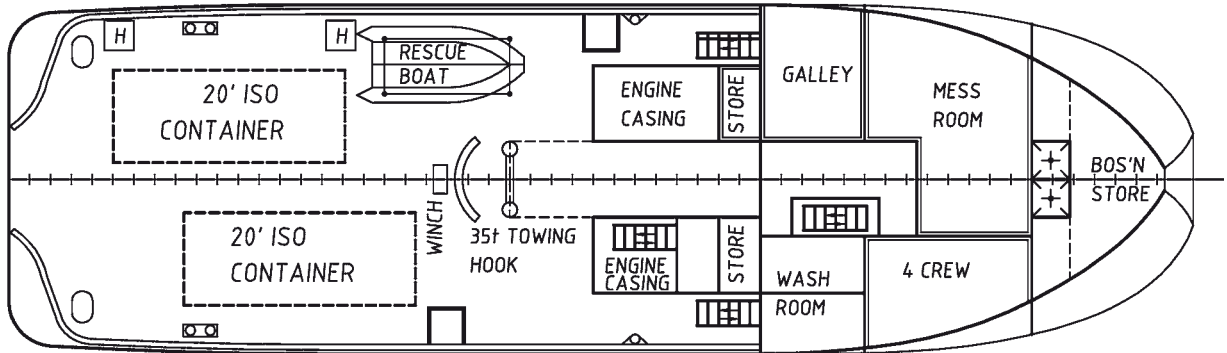 H
H
RESCUE
BOAT
20' ISO
CONTAINER
ENGINE
CASING
STORE
GALLEY
MESS
ROOM
BOS'N
STORE
WINCH
35t TOWING
HOOK
20' ISO
CONTAINER
ENGINE
CASING
STORE
WASH
ROOM
4 CREW